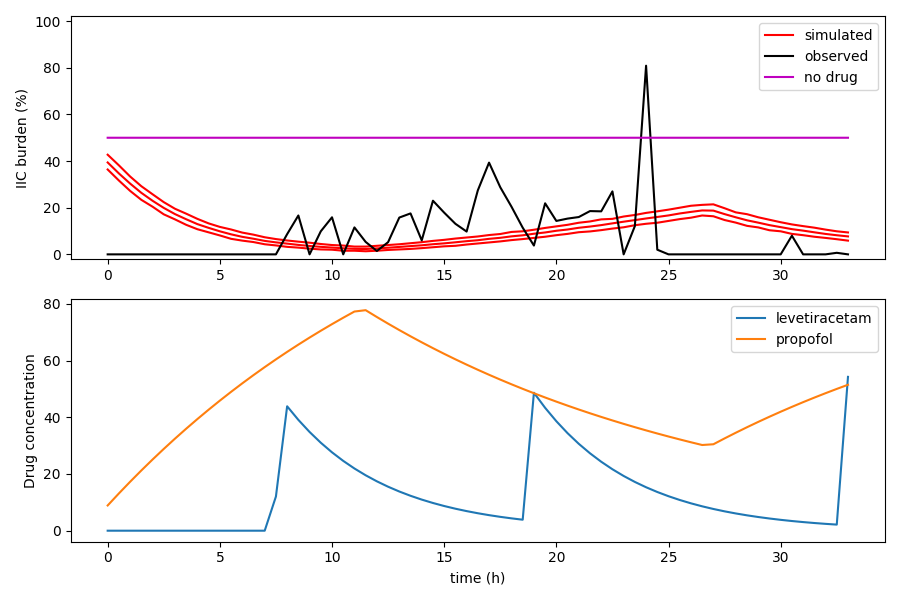 100
80
60
40
20
0
IIC burden (%)
simulated
observed
no drug
0 5 10 15 20 25 30
80
60
40
20
0
Drug concentration
levetiracetam
propofol
0 5 10 15 20 25 30
time (h)